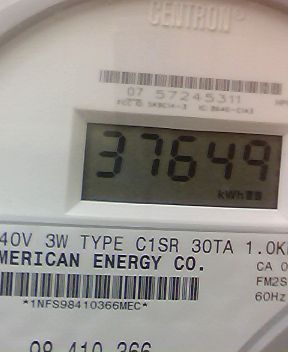 CENTRON®
07 57245311
37649
kWh
40V 3W TYPE C1SR 30TA 1.0K
MERICAN ENERGY CO.
CA 0
FM2S
60Hz
*1NFS98410366MEC*
98 410 366